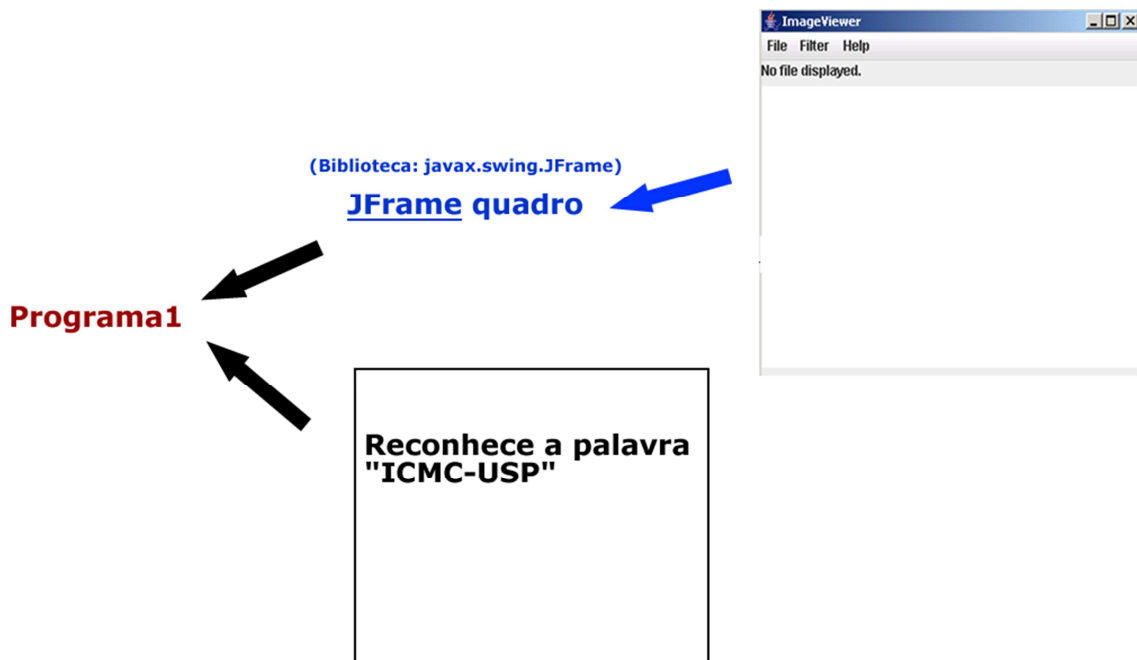 ImageViewer
File Filter Help
No file displayed.
(Biblioteca: javax.swing.JFrame)
JFrame quadro
Programa1
Reconhece a palavra
"ICMC-USP"